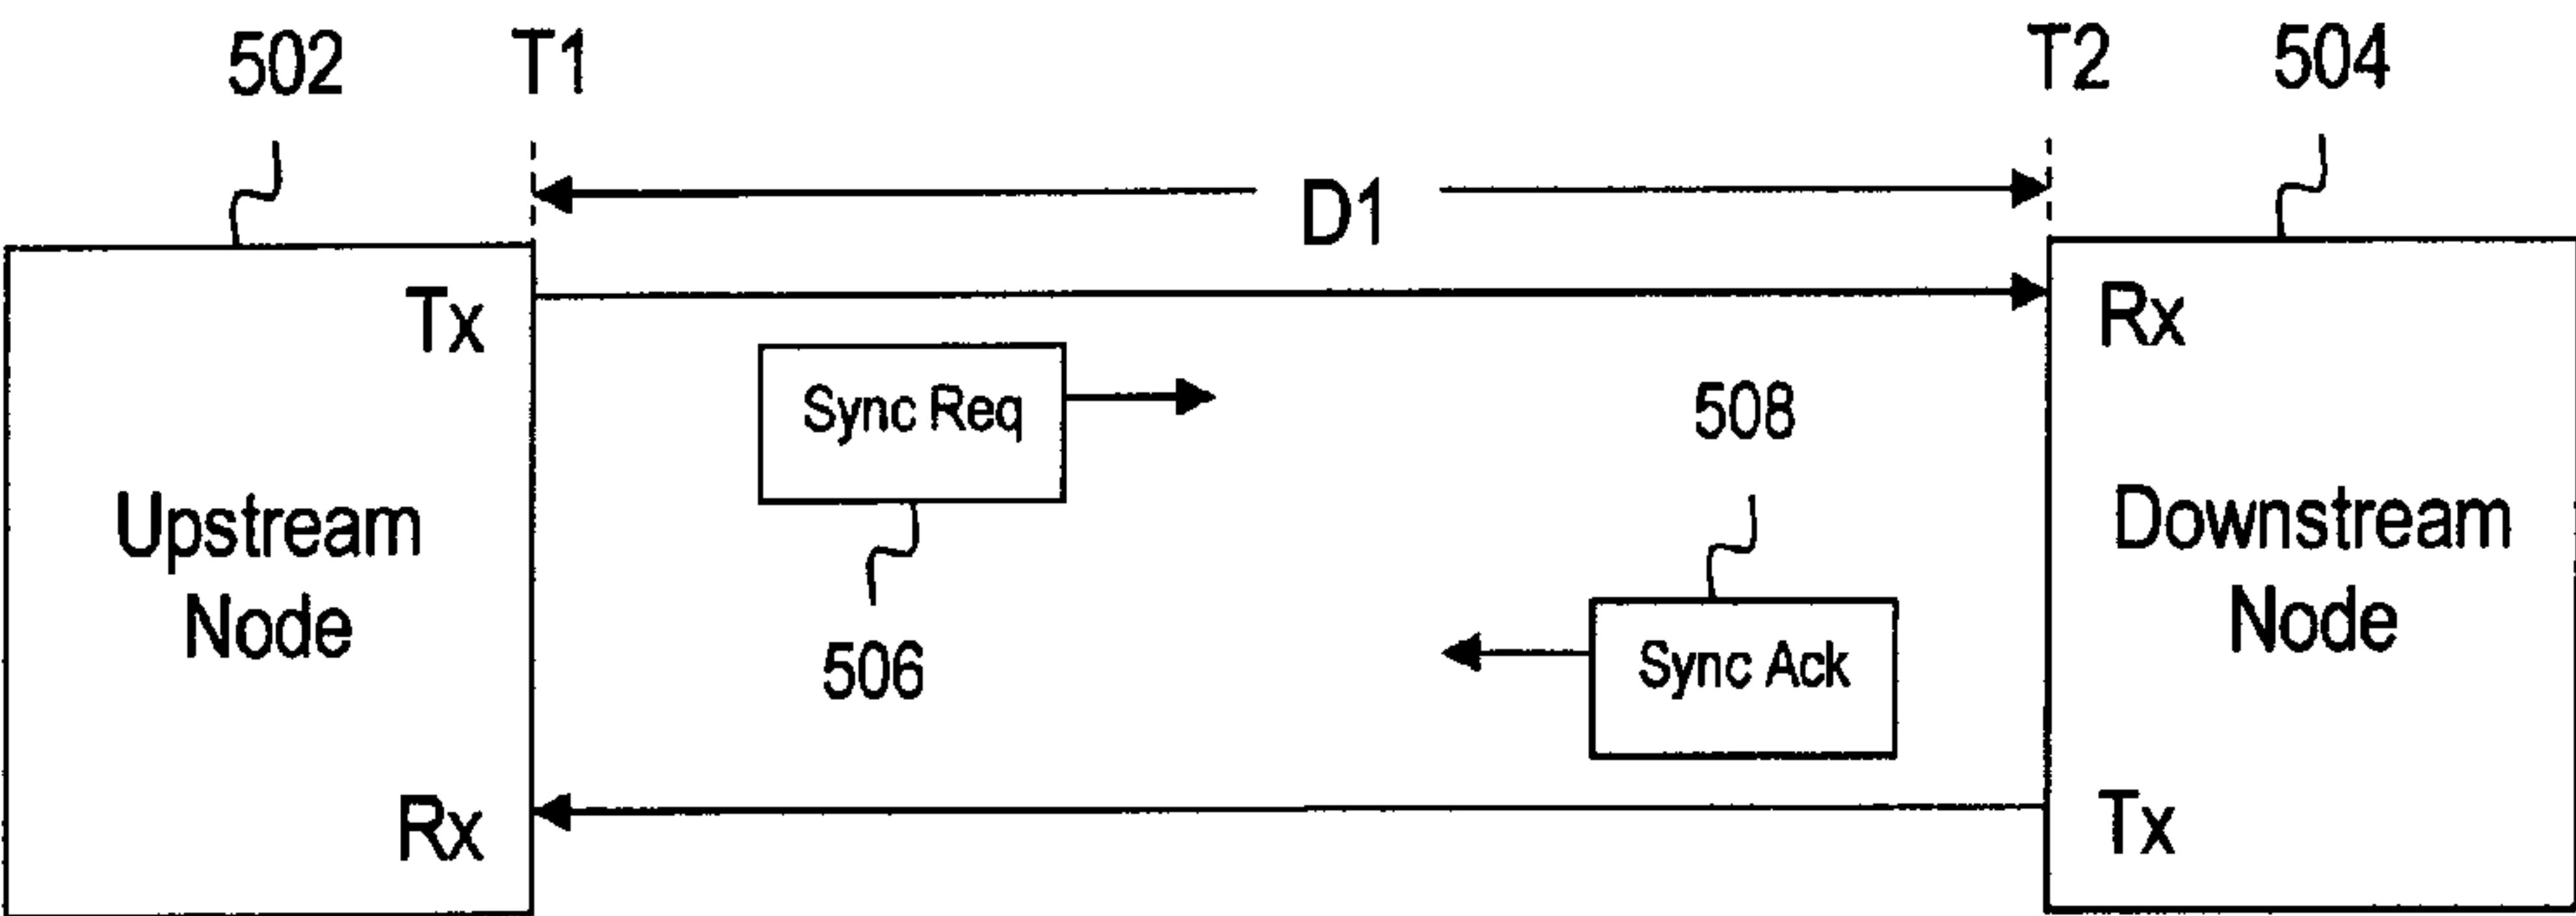 502
T1
T2
504
D1
Tx
Rx
Sync Req
508
Upstream
Node
Downstream
Node
506
Sync Ack
Rx
Tx